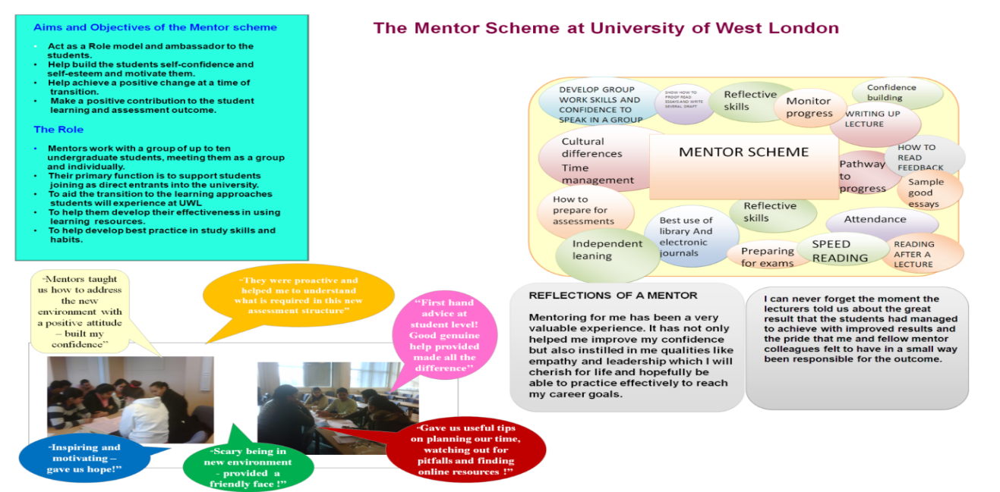 The Mentor Scheme at University of West London
Aims and Objectives of the Mentor scheme
• Act as a Role model and ambassador to the
students.
• Help build the students self-confidence and
self-esteem and motivate them.
• Help achieve a positive change at a time of
transition.
• Make a positive contribution to the student
learning and assessment outcome.
The Role
• Mentors work with a group of up to ten
undergraduate students, meeting them as a group
and individually.
• Their primary function is to support students
joining as direct entrants into the university.
• To aid the transition to the learning approaches
students will experience at UWL
• To help them develop their effectiveness in using
learning resources.
• To help develop best practice in study skills and
habits.
DEVELOP GROUP
WORK SKILLS AND
CONFIDENCE TO
SPEAK IN A GROUP
SHOW HOW TO
PROOF READ
ESSAYS AND WRITE
SEVERAL DRAFT
Reflective
skills
Monitor
progress
Confidence
building
WRITING UP
LECTURE
Cultural
differences
Time
management
MENTOR SCHEME
Pathway
to
progress
HOW TO
READ
FEEDBACK
Sample
good
essays
How to
prepare for
assessments
Best use of
library And
electronic
journals
Reflective
skills
Attendance
Independent
leaning
Preparing
for exams
SPEED
READING
READING
AFTER A
LECTURE
"Mentors taught
us how to address
the new
environment with
a positive attitude
– built my
confidence”
"They were proactive and
helped me to understand
what is required in this new
assessment structure”
“First hand
advice at
student level!
Good genuine
help provided
made all the
difference”
"Inspiring and
motivating –
gave us hope!”
"Scary being in
new environment
- provided a
friendly face !”
"Gave us useful tips
on planning our time,
watching out for
pitfalls and finding
online resources !”
REFLECTIONS OF A MENTOR
Mentoring for me has been a very
valuable experience. It has not only
helped me improve my confidence
but also instilled in me qualities like
empathy and leadership which I will
cherish for life and hopefully be
able to practice effectively to reach
my career goals.
I can never forget the moment the
lecturers told us about the great
result that the students had managed
to achieve with improved results and
the pride that me and fellow mentor
colleagues felt to have in a small way
been responsible for the outcome.